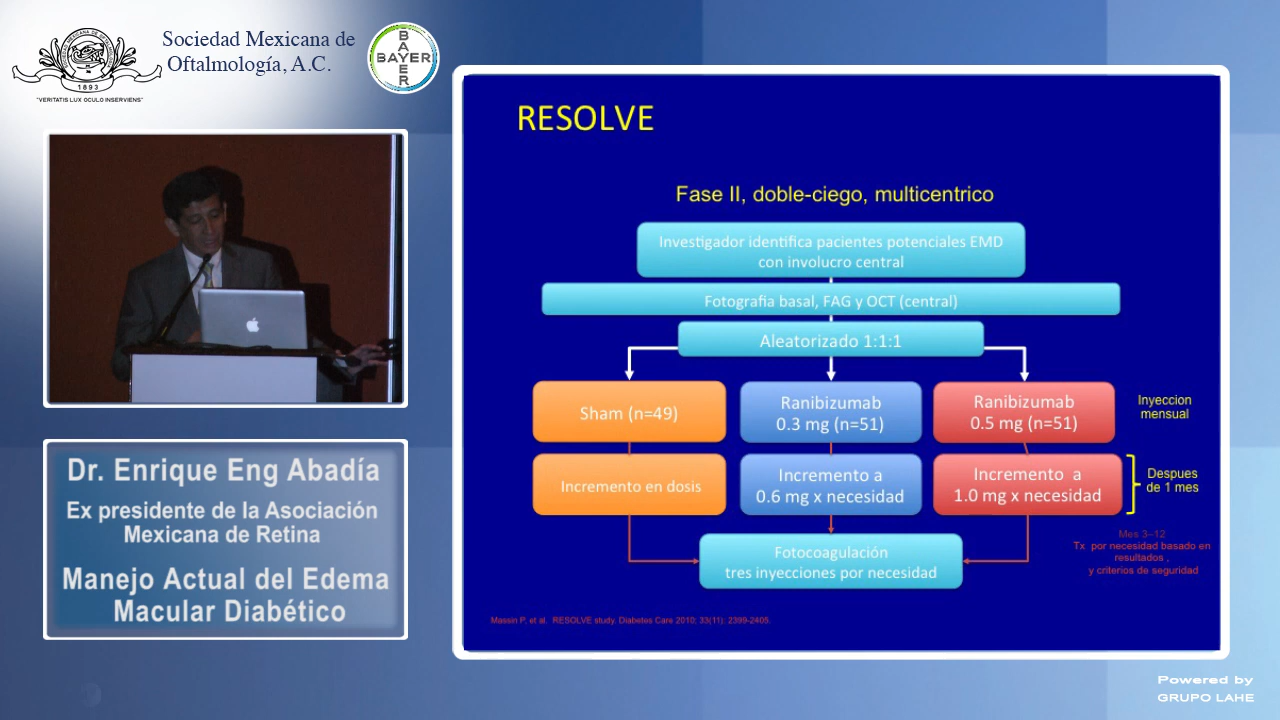 Sociedad Mexicana de
Oftalmología, A.C.
1893
"VERITATIS LUX OCULO INSERVIENS"
BAYER
BAYER
Dr. Enrique Eng Abadía
Ex presidente de la Asociación
Mexicana de Retina
Manejo Actual del Edema
Macular Diabético
RESOLVE
Fase II, doble-ciego, multicentrico
Investigador identifica pacientes potenciales EMD
con involucro central
Fotografia basal, FAG y OCT (central)
Aleatorizado 1:1:1
Sham (n=49)
Ranibizumab
0.3 mg (n=51)
Ranibizumab
0.5 mg (n=51)
Inyeccion
mensual
Incremento en dosis
Incremento a
0.6 mg x necesidad
Incremento a
1.0 mg x necesidad
Despues
de 1 mes
Fotocoagulación
tres inyecciones por necesidad
Mes 3–12
Tx por necesidad basado en
resultados ,
y criterios de seguridad
Massin P, et al. RESOLVE study. Diabetes Care 2010; 33(11): 2399-2405.
Powered by
GRUPO LAHE